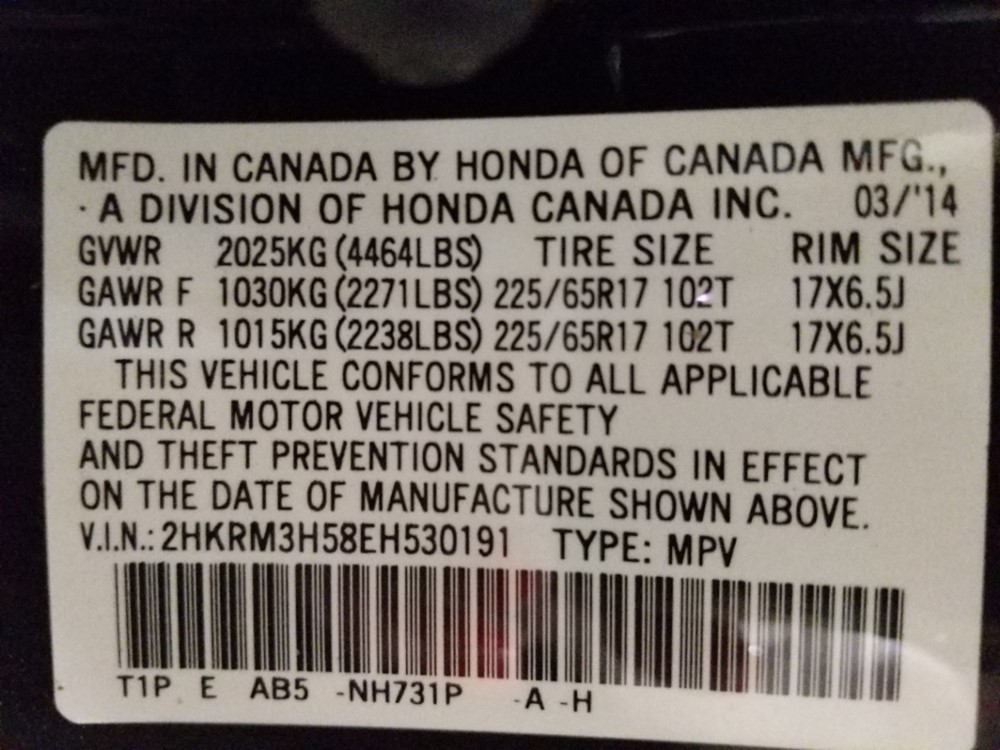 MFD. IN CANADA BY HONDA OF CANADA MFG.,
· A DIVISION OF HONDA CANADA INC. 03/'14
GVWR 2025KG (4464LBS) TIRE SIZE RIM SIZE
GAWR F 1030KG (2271LBS) 225/65R17 102T 17X6.5J
GAWR R 1015KG (2238LBS) 225/65R17 102T 17X6.5J
THIS VEHICLE CONFORMS TO ALL APPLICABLE
FEDERAL MOTOR VEHICLE SAFETY
AND THEFT PREVENTION STANDARDS IN EFFECT
ON THE DATE OF MANUFACTURE SHOWN ABOVE.
V.I.N.: 2HKRM3H58EH530191 TYPE: MPV
T1P E AB5 -NH731P -A -H